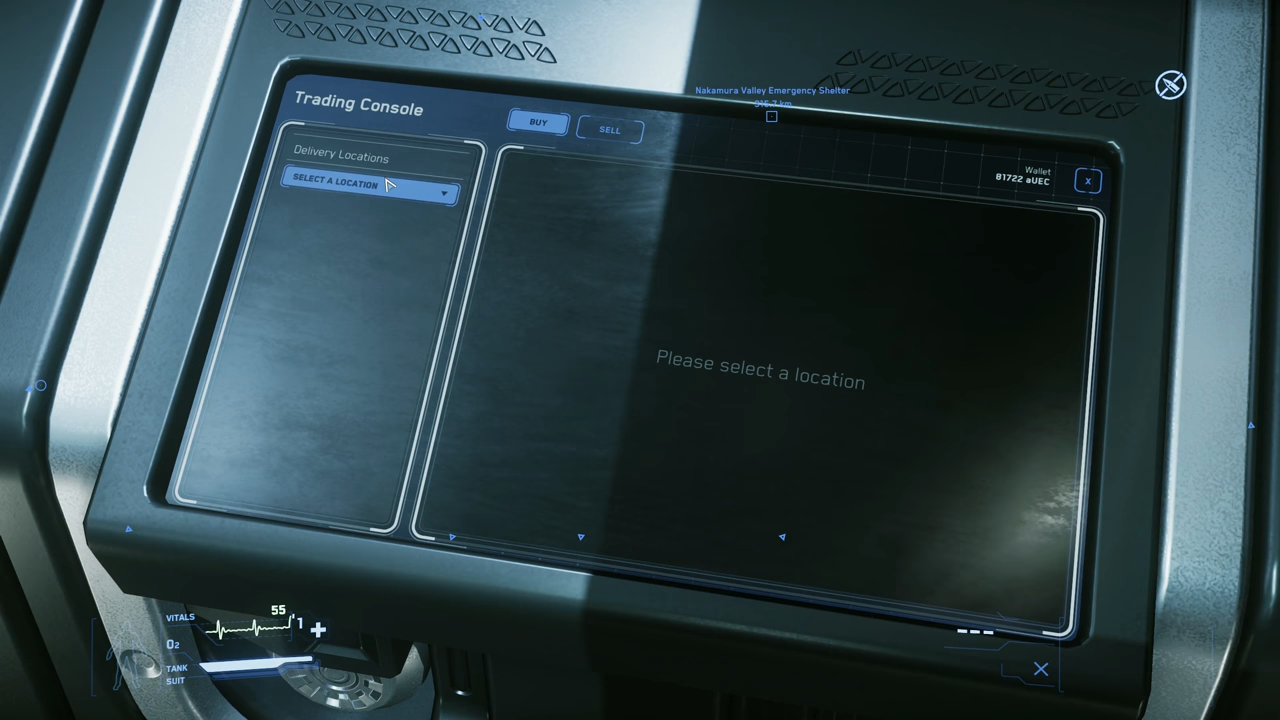 Nakamura Valley Emergency Shelter
Trading Console
BUY
SELL
Wallet
81722 aUEC
X
Delivery Locations
SELECT A LOCATION
Please select a location
VITALS
55
1
O2
TANK
SUIT